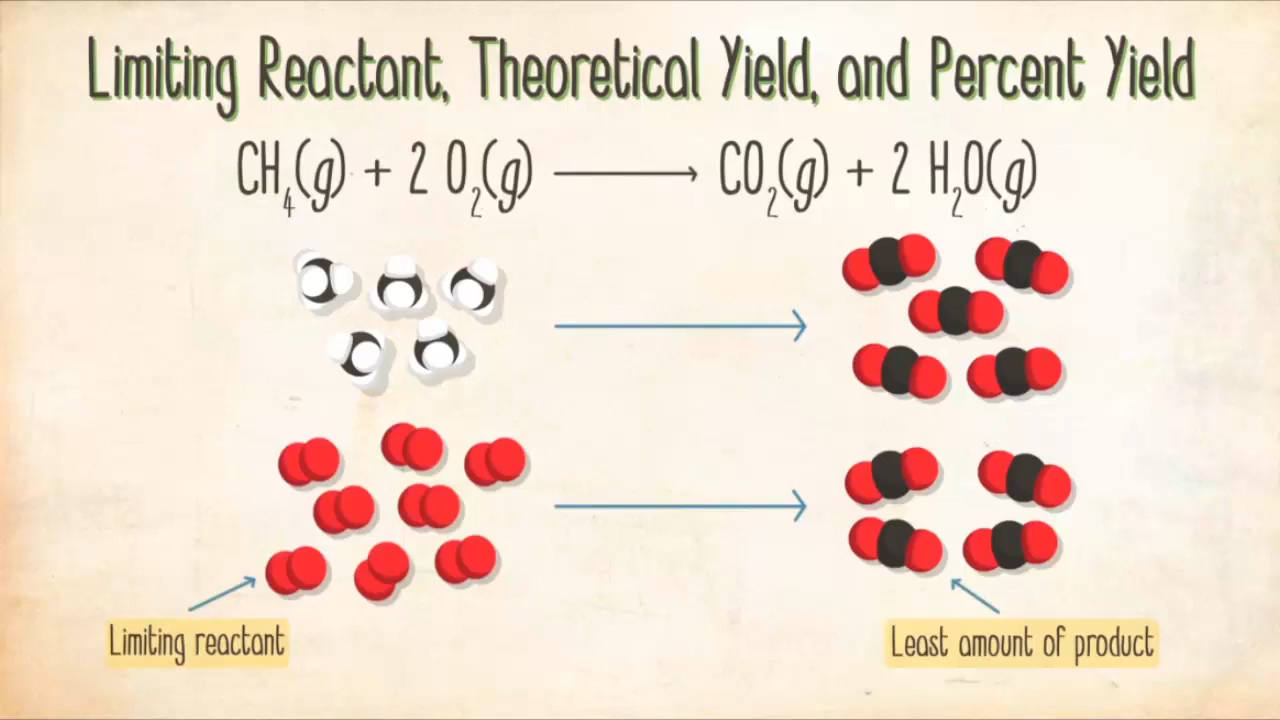 Limiting Reactant, Theoretical Yield, and Percent Yield
CH₄(g) + 2 O₂(g) ⟶ CO₂(g) + 2 H₂O(g)
Limiting reactant
Least amount of product